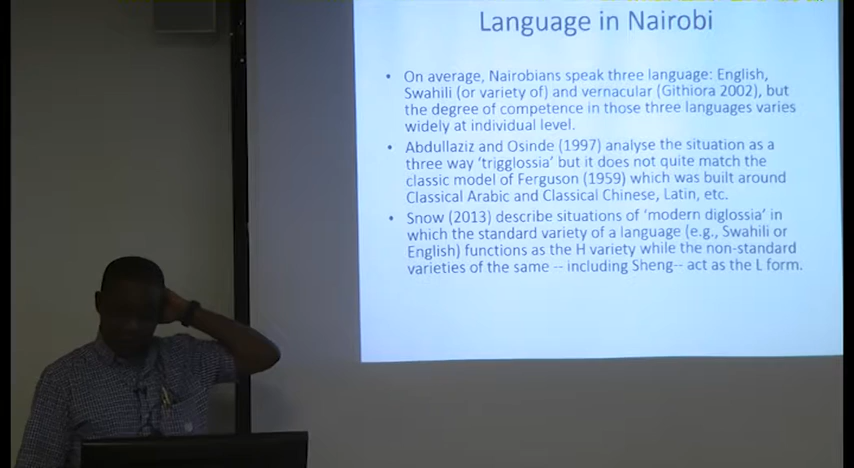 Language in Nairobi
• On average, Nairobians speak three language: English,
Swahili (or variety of) and vernacular (Githiora 2002), but
the degree of competence in those three languages varies
widely at individual level.
• Abdullaziz and Osinde (1997) analyse the situation as a
three way 'trigglossia' but it does not quite match the
classic model of Ferguson (1959) which was built around
Classical Arabic and Classical Chinese, Latin, etc.
• Snow (2013) describe situations of 'modern diglossia' in
which the standard variety of a language (e.g., Swahili or
English) functions as the H variety while the non-standard
varieties of the same -- including Sheng-- act as the L form.